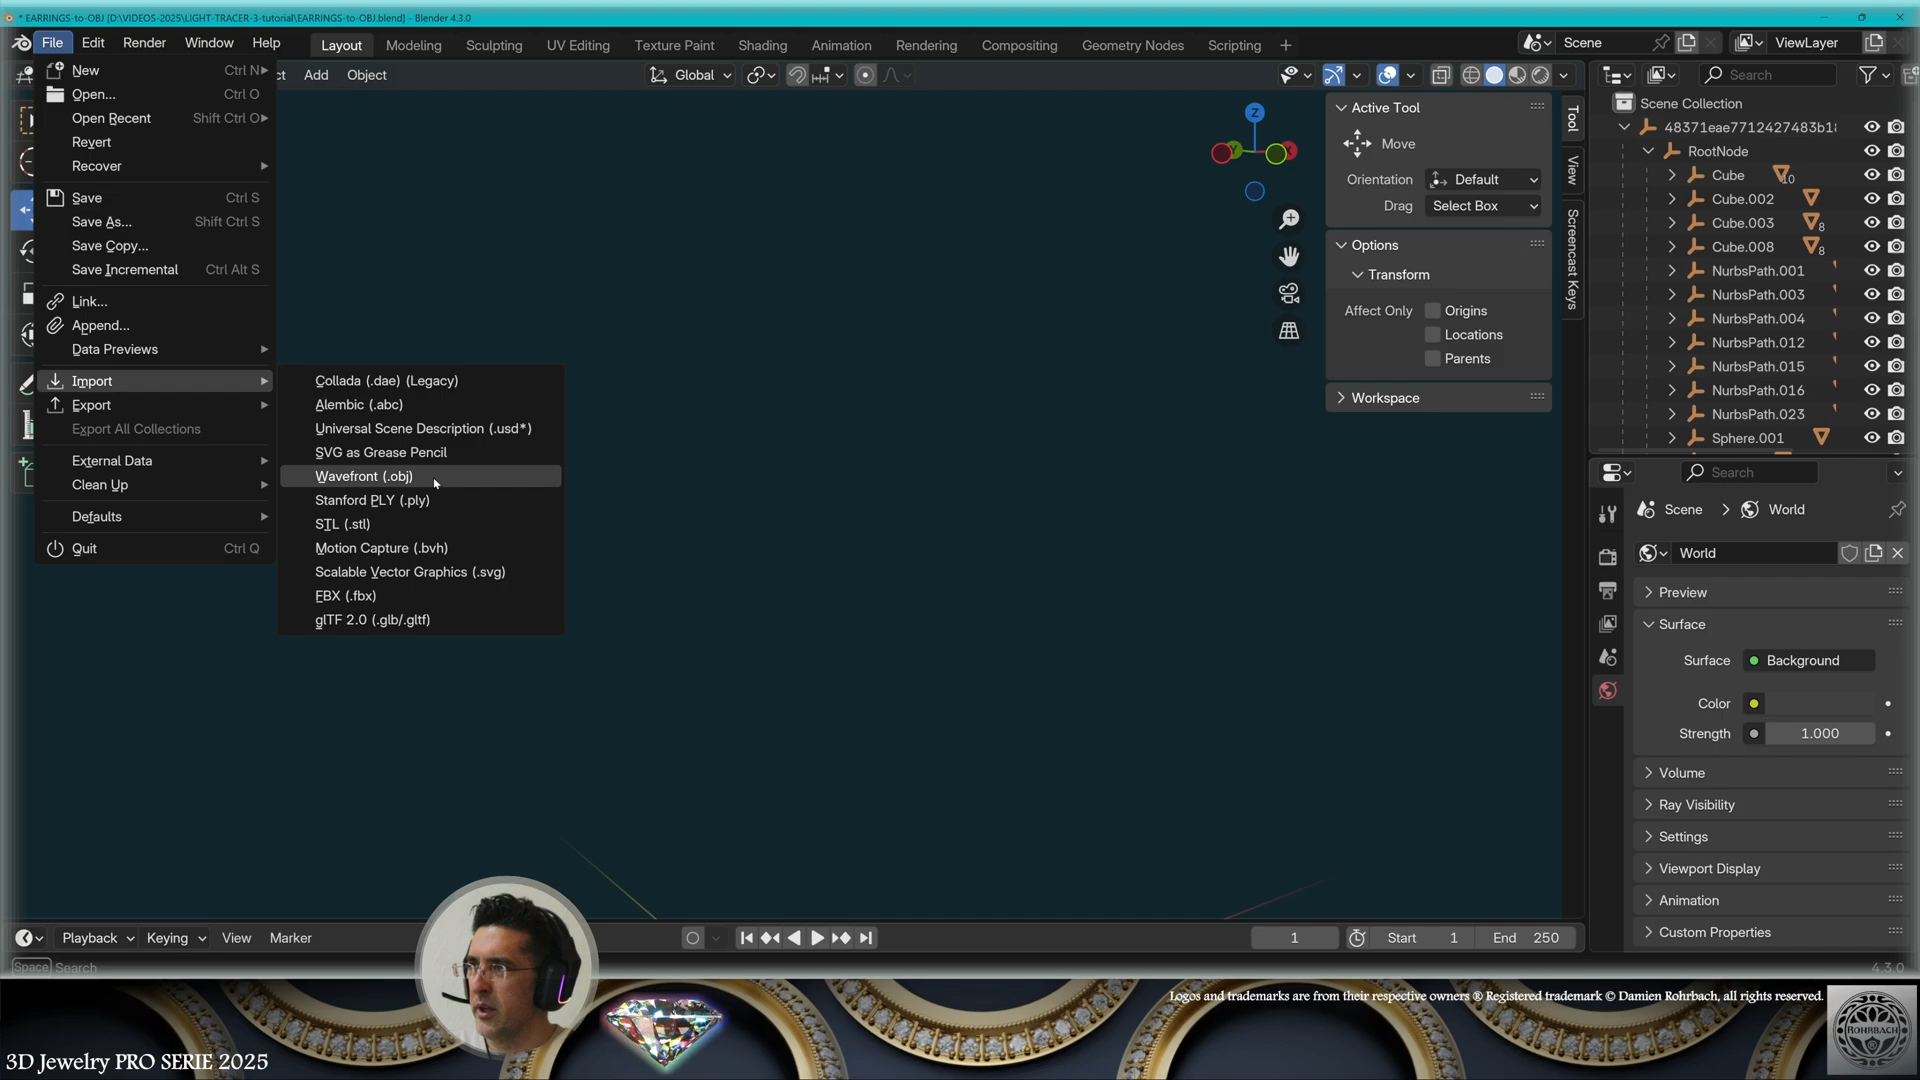 * EARRINGS-to-OBJ [D:\VIDEOS-2025\LIGHT-TRACER-3-tutorial\EARRINGS-to-OBJ.blend] - Blender 4.3.0
File Edit Render Window Help
Layout Modeling Sculpting UV Editing Texture Paint Shading Animation Rendering Compositing Geometry Nodes Scripting +
Scene
ViewLayer
Add Object
Global
Search
New Ctrl N
Open... Ctrl O
Open Recent Shift Ctrl O
Revert
Recover
Save Ctrl S
Save As... Shift Ctrl S
Save Copy...
Save Incremental Ctrl Alt S
Link...
Append...
Data Previews
Import
Export
Export All Collections
External Data
Clean Up
Defaults
Quit Ctrl Q
Collada (.dae) (Legacy)
Alembic (.abc)
Universal Scene Description (.usd*)
SVG as Grease Pencil
Wavefront (.obj)
Stanford PLY (.ply)
STL (.stl)
Motion Capture (.bvh)
Scalable Vector Graphics (.svg)
FBX (.fbx)
glTF 2.0 (.glb/.gltf)
Z
Active Tool
Move
Orientation Default
Drag Select Box
Options
Transform
Affect Only Origins
Locations
Parents
Workspace
Tool
View
Screencast Keys
Scene Collection
48371eae7712427483b1
RootNode
Cube 10
Cube.002
Cube.003 8
Cube.008 8
NurbsPath.001
NurbsPath.003
NurbsPath.004
NurbsPath.012
NurbsPath.015
NurbsPath.016
NurbsPath.023
Sphere.001
Search
Scene > World
World
Preview
Surface
Surface Background
Color
Strength 1.000
Volume
Ray Visibility
Settings
Viewport Display
Animation
Custom Properties
Playback Keying View Marker
1 Start 1 End 250
Space Search
4.3.0
Logos and trademarks are from their respective owners ® Registered trademark © Damien Rohrbach, all rights reserved.
ROHRBACH
3D Jewelry PRO SERIE 2025